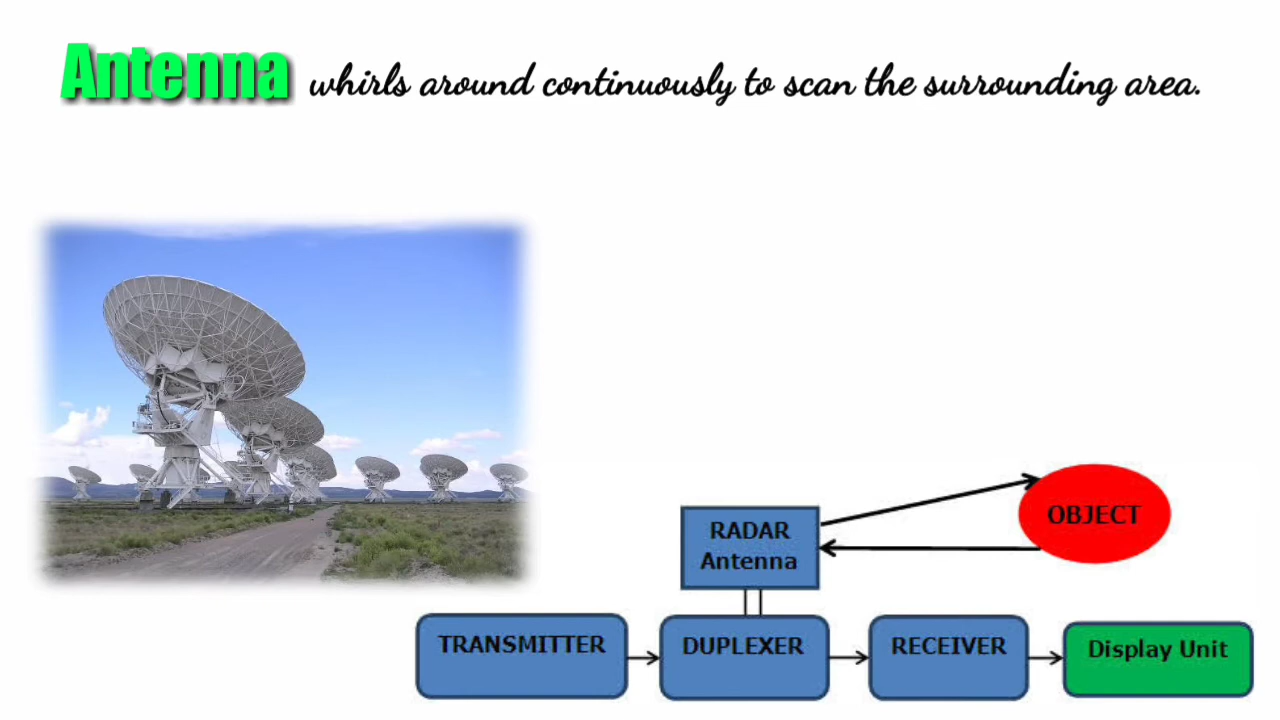 Antenna whirls around continuously to scan the surrounding area.
RADAR
Antenna
OBJECT
TRANSMITTER
DUPLEXER
RECEIVER
Display Unit